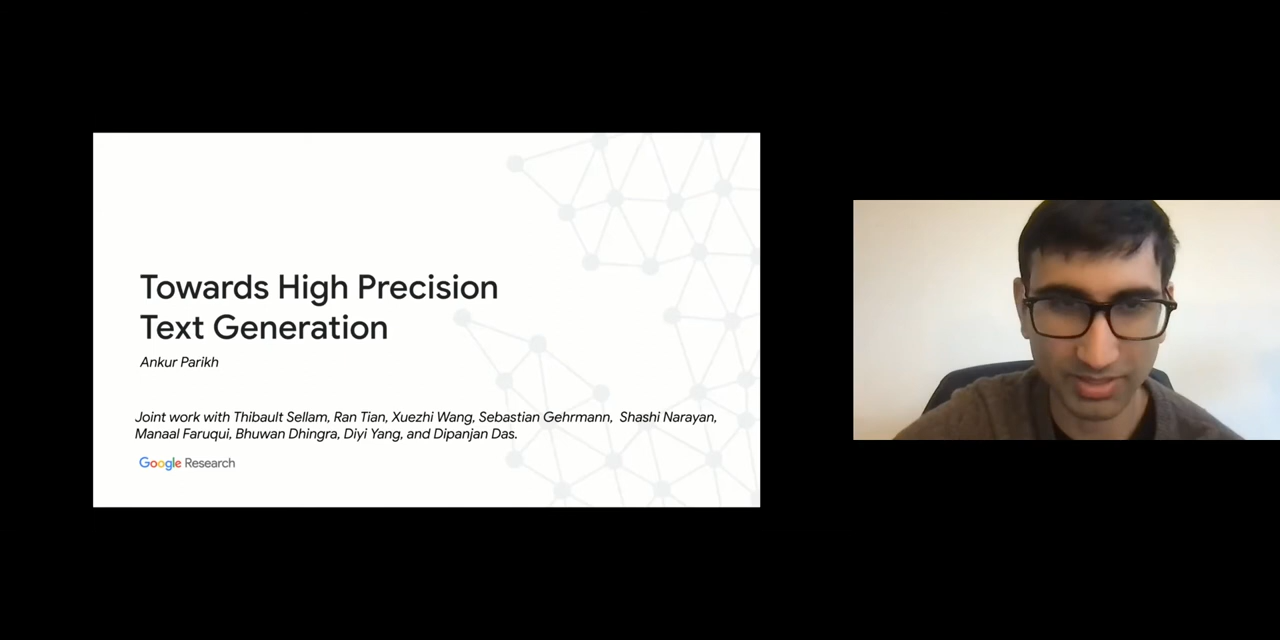 Towards High Precision
Text Generation
Ankur Parikh
Joint work with Thibault Sellam, Ran Tian, Xuezhi Wang, Sebastian Gehrmann, Shashi Narayan,
Manaal Faruqui, Bhuwan Dhingra, Diyi Yang, and Dipanjan Das.
Google Research